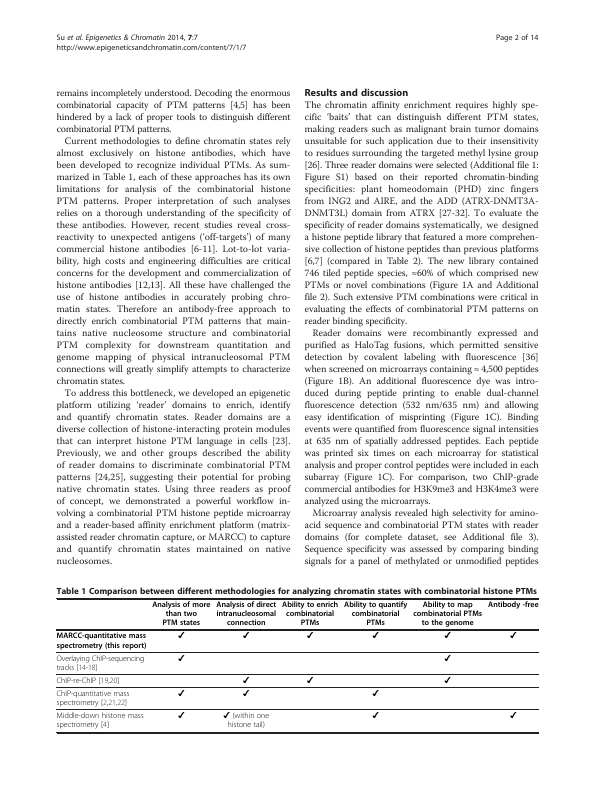 Su et al. Epigenetics & Chromatin 2014, 7:7
http://www.epigeneticsandchromatin.com/content/7/1/7
Page 2 of 14
remains incompletely understood. Decoding the enormous
combinatorial capacity of PTM patterns [4,5] has been
hindered by a lack of proper tools to distinguish different
combinatorial PTM patterns.
Current methodologies to define chromatin states rely
almost exclusively on histone antibodies, which have
been developed to recognize individual PTMs. As sum-
marized in Table 1, each of these approaches has its own
limitations for analysis of the combinatorial histone
PTM patterns. Proper interpretation of such analyses
relies on a thorough understanding of the specificity of
these antibodies. However, recent studies reveal cross-
reactivity to unexpected antigens (‘off-targets’) of many
commercial histone antibodies [6-11]. Lot-to-lot varia-
bility, high costs and engineering difficulties are critical
concerns for the development and commercialization of
histone antibodies [12,13]. All these have challenged the
use of histone antibodies in accurately probing chro-
matin states. Therefore an antibody-free approach to
directly enrich combinatorial PTM patterns that main-
tains native nucleosome structure and combinatorial
PTM complexity for downstream quantitation and
genome mapping of physical intranucleosomal PTM
connections will greatly simplify attempts to characterize
chromatin states.
To address this bottleneck, we developed an epigenetic
platform utilizing ‘reader’ domains to enrich, identify
and quantify chromatin states. Reader domains are a
diverse collection of histone-interacting protein modules
that can interpret histone PTM language in cells [23].
Previously, we and other groups described the ability
of reader domains to discriminate combinatorial PTM
patterns [24,25], suggesting their potential for probing
native chromatin states. Using three readers as proof
of concept, we demonstrated a powerful workflow in-
volving a combinatorial PTM histone peptide microarray
and a reader-based affinity enrichment platform (matrix-
assisted reader chromatin capture, or MARCC) to capture
and quantify chromatin states maintained on native
nucleosomes.
Results and discussion
The chromatin affinity enrichment requires highly spe-
cific ‘baits’ that can distinguish different PTM states,
making readers such as malignant brain tumor domains
unsuitable for such application due to their insensitivity
to residues surrounding the targeted methyl lysine group
[26]. Three reader domains were selected (Additional file 1:
Figure S1) based on their reported chromatin-binding
specificities: plant homeodomain (PHD) zinc fingers
from ING2 and AIRE, and the ADD (ATRX-DNMT3A-
DNMT3L) domain from ATRX [27-32]. To evaluate the
specificity of reader domains systematically, we designed
a histone peptide library that featured a more comprehen-
sive collection of histone peptides than previous platforms
[6,7] (compared in Table 2). The new library contained
746 tiled peptide species, ≈60% of which comprised new
PTMs or novel combinations (Figure 1A and Additional
file 2). Such extensive PTM combinations were critical in
evaluating the effects of combinatorial PTM patterns on
reader binding specificity.
Reader domains were recombinantly expressed and
purified as HaloTag fusions, which permitted sensitive
detection by covalent labeling with fluorescence [36]
when screened on microarrays containing ≈ 4,500 peptides
(Figure 1B). An additional fluorescence dye was intro-
duced during peptide printing to enable dual-channel
fluorescence detection (532 nm/635 nm) and allowing
easy identification of misprinting (Figure 1C). Binding
events were quantified from fluorescence signal intensities
at 635 nm of spatially addressed peptides. Each peptide
was printed six times on each microarray for statistical
analysis and proper control peptides were included in each
subarray (Figure 1C). For comparison, two ChIP-grade
commercial antibodies for H3K9me3 and H3K4me3 were
analyzed using the microarrays.
Microarray analysis revealed high selectivity for amino-
acid sequence and combinatorial PTM states with reader
domains (for complete dataset, see Additional file 3).
Sequence specificity was assessed by comparing binding
signals for a panel of methylated or unmodified peptides
Table 1 Comparison between different methodologies for analyzing chromatin states with combinatorial histone PTMs
Analysis of more Analysis of direct Ability to enrich Ability to quantify Ability to map Antibody -free
than two intranucleosomal combinatorial combinatorial combinatorial PTMs
PTM states connection PTMs PTMs to the genome
MARCC-quantitative mass ✓ ✓ ✓ ✓ ✓ ✓
spectrometry (this report)
Overlaying ChIP-sequencing ✓ ✓
tracks [14-18]
ChIP-re-ChIP [19,20] ✓ ✓ ✓
ChIP-quantitative mass ✓ ✓ ✓
spectrometry [2,21,22]
Middle-down histone mass ✓ ✓ (within one ✓ ✓
spectrometry [4] histone tail)